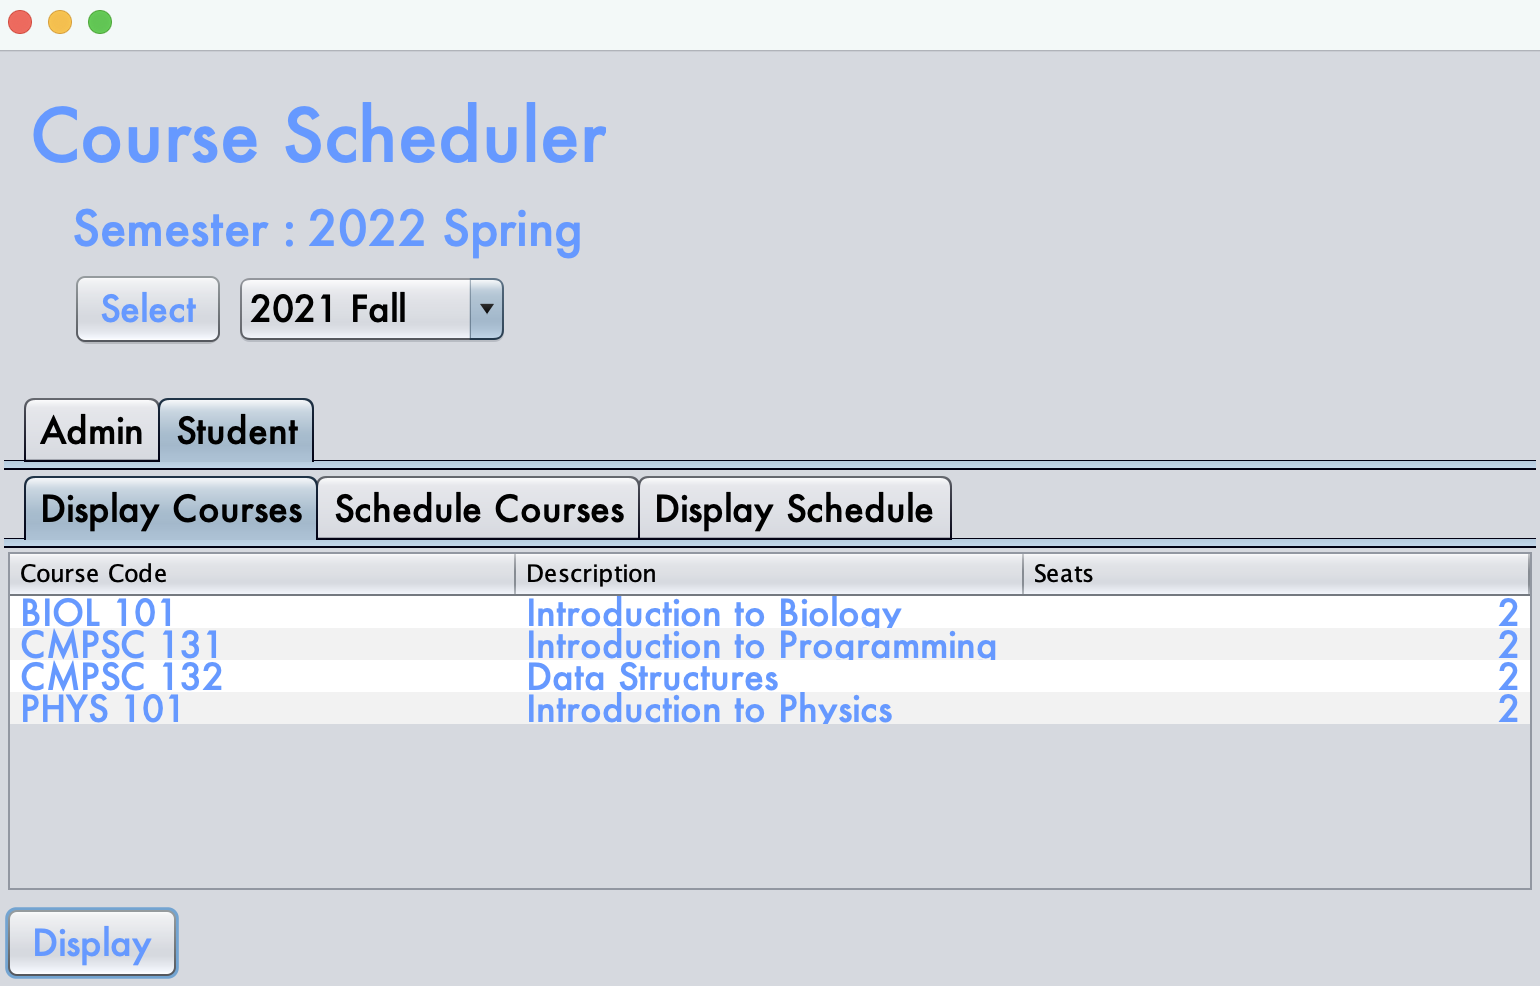 Course Scheduler
Semester : 2022 Spring
Select 2021 Fall
Admin Student
Display Courses Schedule Courses Display Schedule
Course Code Description Seats
BIOL 101 Introduction to Biology 2
CMPSC 131 Introduction to Programming 2
CMPSC 132 Data Structures 2
PHYS 101 Introduction to Physics 2
Display